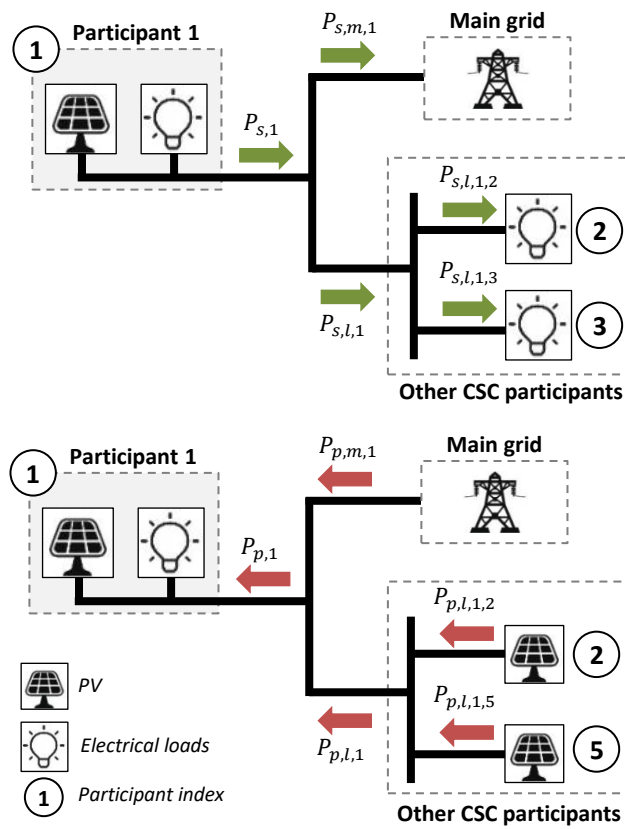 Participant 1
1
P_{s,m,1}
Main grid
P_{s,1}
P_{s,l,1,2}
2
P_{s,l,1,3}
3
P_{s,l,1}
Other CSC participants
Participant 1
1
P_{p,m,1}
Main grid
P_{p,1}
P_{p,l,1,2}
2
P_{p,l,1,5}
5
P_{p,l,1}
PV
Electrical loads
1 Participant index
Other CSC participants